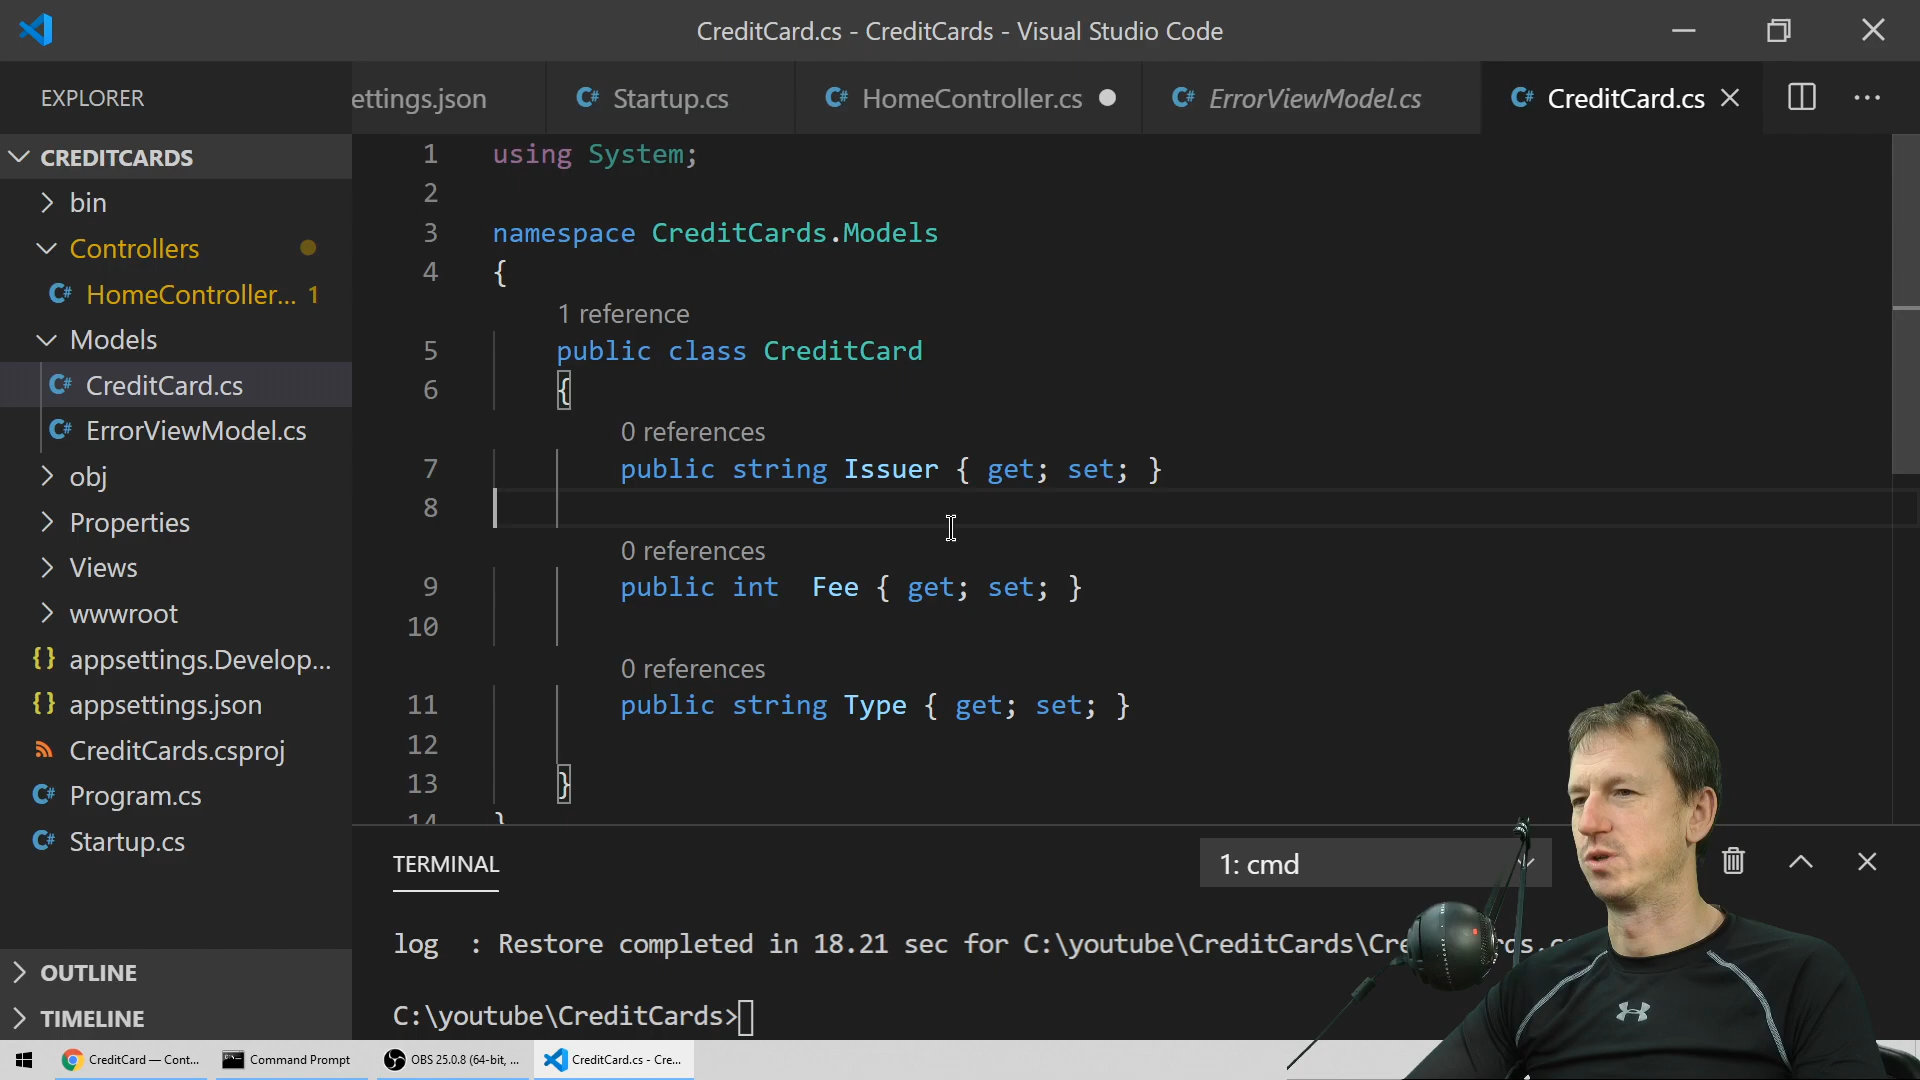 CreditCard.cs - CreditCards - Visual Studio Code
EXPLORER
ettings.json
Startup.cs
HomeController.cs
ErrorViewModel.cs
CreditCard.cs
CREDITCARDS
bin
Controllers
HomeController... 1
Models
CreditCard.cs
ErrorViewModel.cs
obj
Properties
Views
wwwroot
appsettings.Develop...
appsettings.json
CreditCards.csproj
Program.cs
Startup.cs
OUTLINE
TIMELINE
1 using System;
2
3 namespace CreditCards.Models
4 {
1 reference
5 public class CreditCard
6 {
0 references
7 public string Issuer { get; set; }
8
0 references
9 public int  Fee { get; set; }
10
0 references
11 public string Type { get; set; }
12
13 }
14 }
TERMINAL
1: cmd
log  : Restore completed in 18.21 sec for C:\youtube\CreditCards\
C:\youtube\CreditCards>
CreditCard — Cont...
Command Prompt
OBS 25.0.8 (64-bit, ...
CreditCard.cs - Cre...